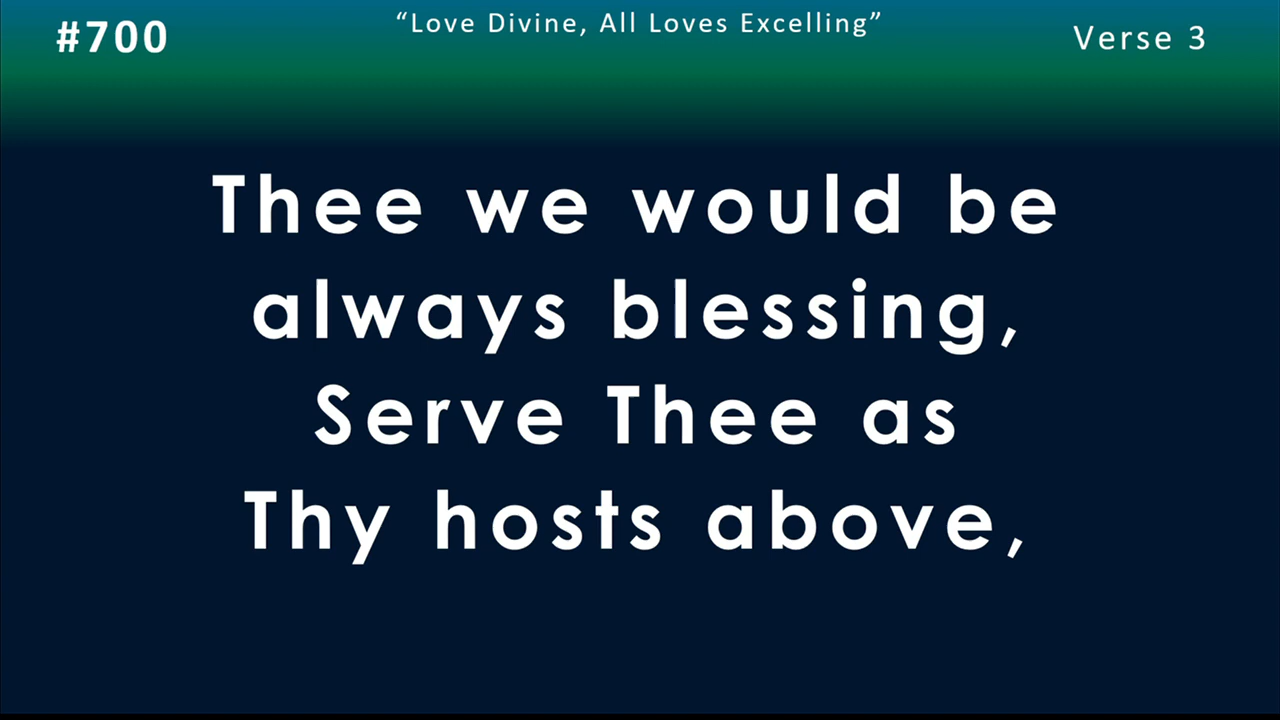 #700
“Love Divine, All Loves Excelling”
Verse 3
Thee we would be
always blessing,
Serve Thee as
Thy hosts above,